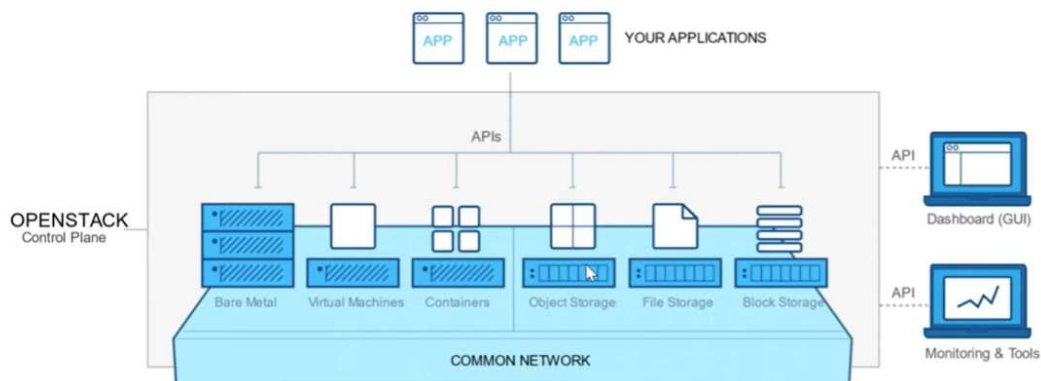 APP APP APP YOUR APPLICATIONS
APIs
API
OPENSTACK
Control Plane
Dashboard (GUI)
Bare Metal Virtual Machines Containers Object Storage File Storage Block Storage
API
Monitoring & Tools
COMMON NETWORK